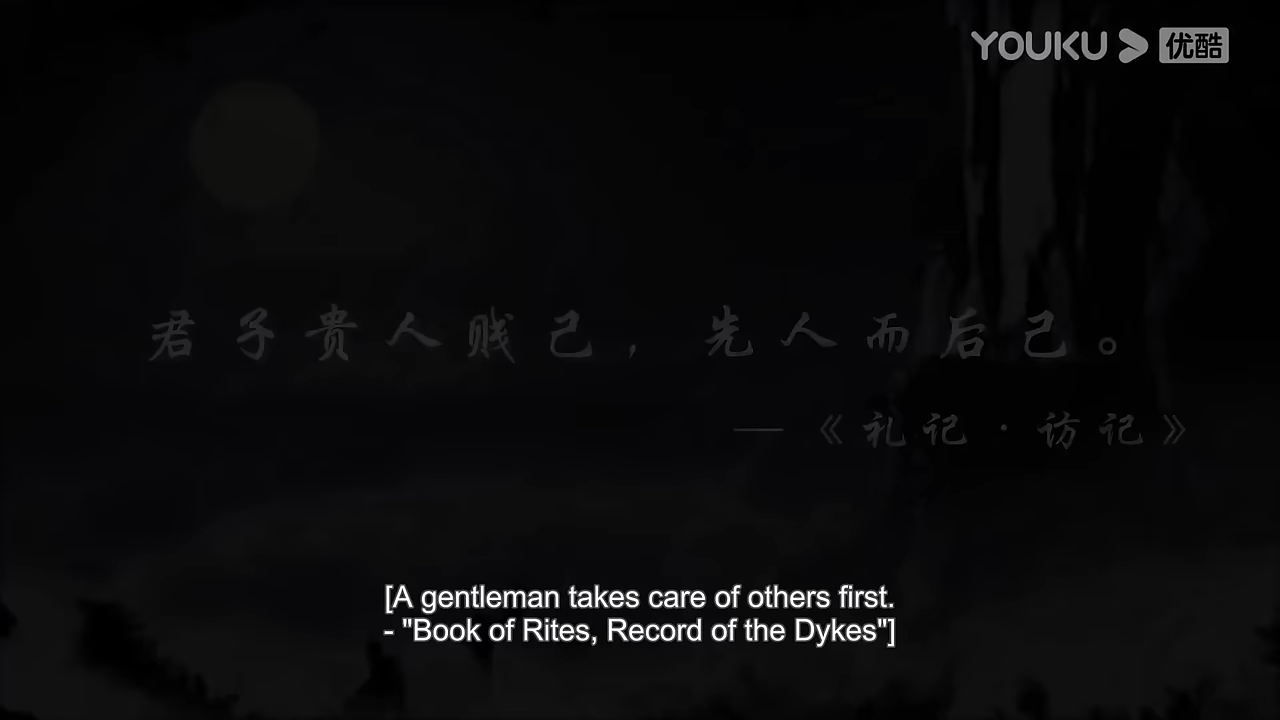 YOUKU 优酷
君子贵人贱己，先人而后己。
—《礼记·访记》
[A gentleman takes care of others first.
- "Book of Rites, Record of the Dykes"]